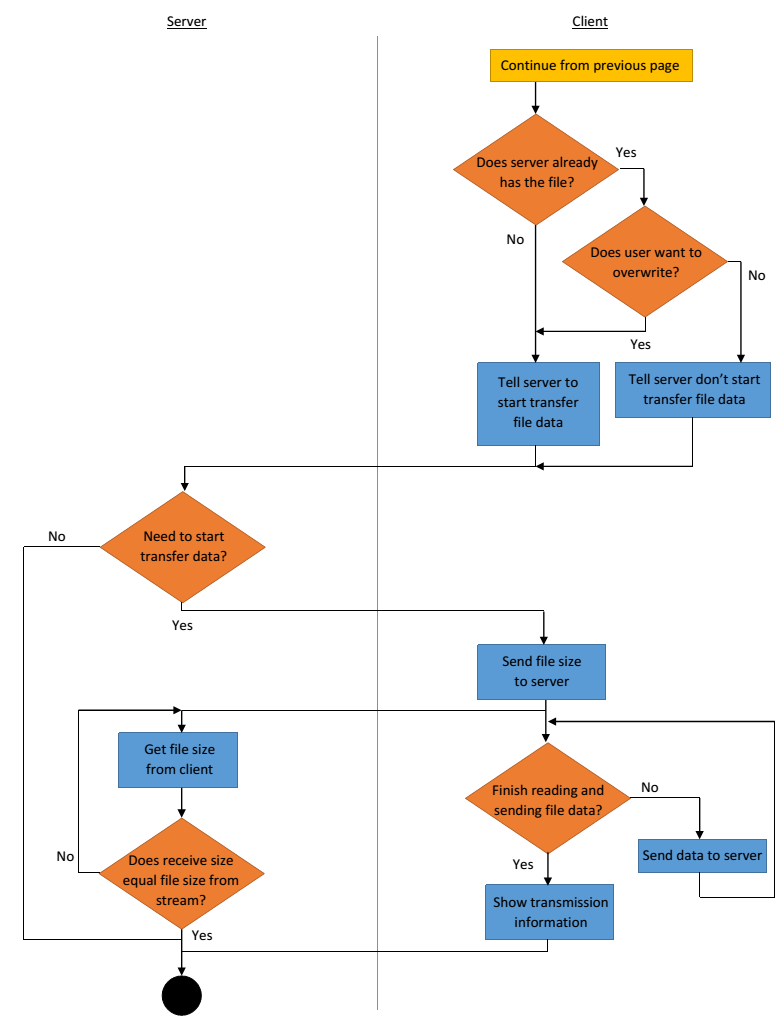 Server
Client
Continue from previous page
Does server already
has the file?
Yes
No
Does user want to
overwrite?
No
Yes
Tell server to
start transfer
file data
Tell server don't start
transfer file data
Need to start
transfer data?
No
Yes
Send file size
to server
Get file size
from client
Finish reading and
sending file data?
No
Send data to server
Does receive size
equal file size from
stream?
No
Yes
Yes
Show transmission
information